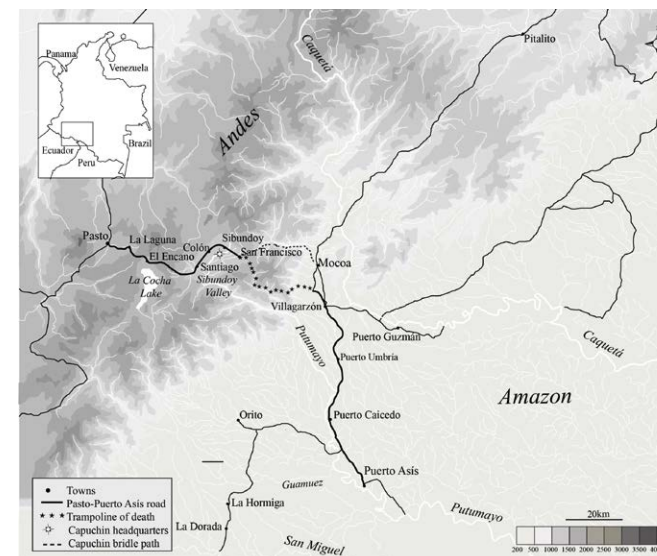 Panama
Venezuela
Ecuador
Peru
Brazil
Caquetá
Pitalito
Andes
Pasto
La Laguna
El Encano
Colón
Sibundoy
San Francisco
Santiago
Sibundoy
Valley
La Cocha
Lake
Mocoa
Villagarzón
Puerto Guzmán
Putumayo
Puerto Umbria
Caquetá
Amazon
Orito
Puerto Caicedo
Puerto Asís
Guamuez
La Hormiga
La Dorada
San Miguel
Putumayo
Towns
Pasto-Puerto Asís road
Trampoline of death
Capuchin headquarters
Capuchin bridle path
20km
200 500 1000 1500 2000 2500 3000 3500